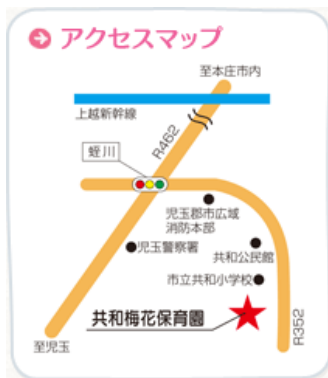 アクセスマップ
至本庄市内
上越新幹線
R462
蛭川
児玉郡市広域
消防本部
児玉警察署
共和公民館
市立共和小学校
共和梅花保育園
R352
至児玉